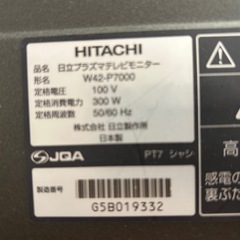 HITACHI
品名 日立プラズマテレビモニター
形名 W42-P7000
定格電圧 100 V
定格消費電力 300 W
定格周波数 50/60 Hz
株式会社 日立製作所
日本製
JQA
PT7 シャシ
製造番号 G5B019332
高
感電の
裏ぶた